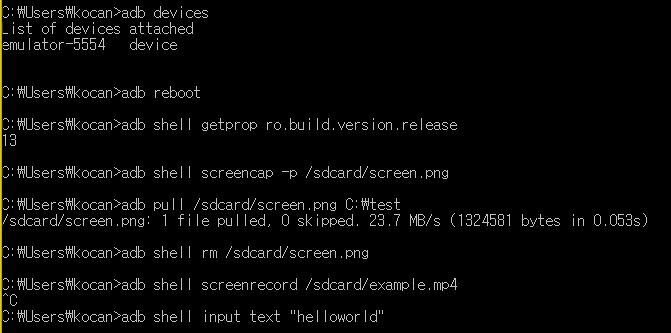 C:₩Users₩kocan>adb devices
List of devices attached
emulator-5554   device
C:₩Users₩kocan>adb reboot
C:₩Users₩kocan>adb shell getprop ro.build.version.release
13
C:₩Users₩kocan>adb shell screencap -p /sdcard/screen.png
C:₩Users₩kocan>adb pull /sdcard/screen.png C:₩test
/sdcard/screen.png: 1 file pulled, 0 skipped. 23.7 MB/s (1324581 bytes in 0.053s)
C:₩Users₩kocan>adb shell rm /sdcard/screen.png
C:₩Users₩kocan>adb shell screenrecord /sdcard/example.mp4
^C
C:₩Users₩kocan>adb shell input text "helloworld"